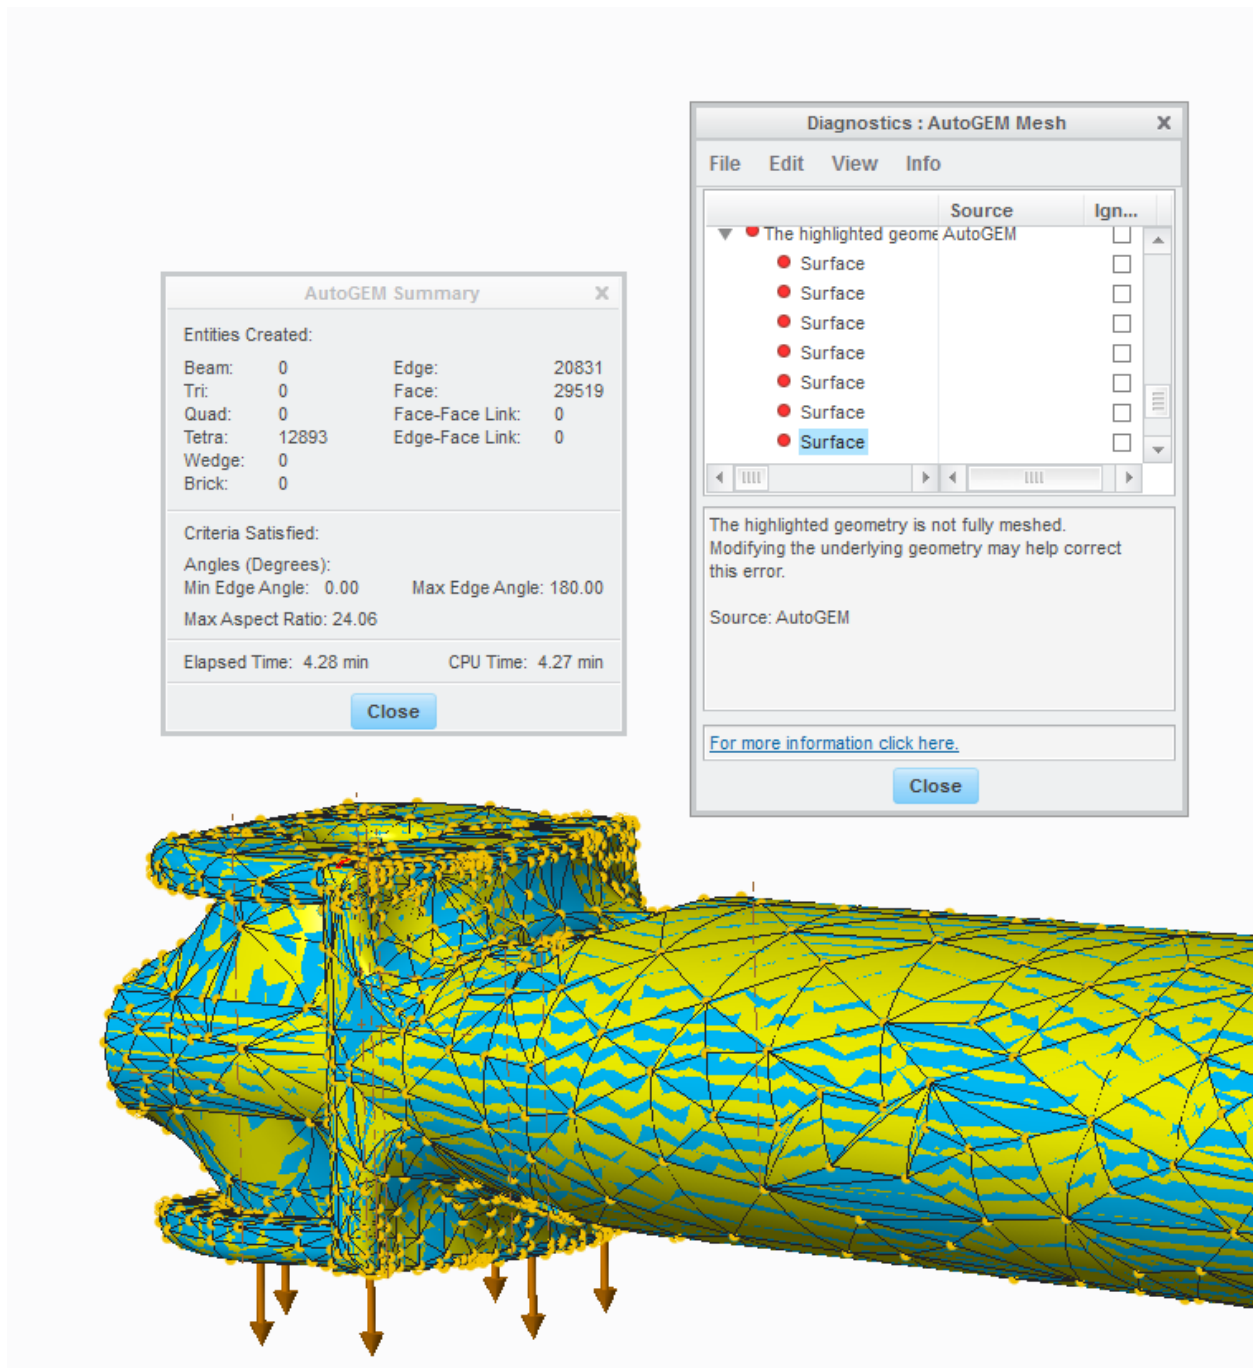 Diagnostics : AutoGEM Mesh X
File Edit View Info
Source Ign...
The highlighted geome AutoGEM
Surface
Surface
Surface
Surface
Surface
Surface
Surface
The highlighted geometry is not fully meshed.
Modifying the underlying geometry may help correct
this error.
Source: AutoGEM
For more information click here.
Close
AutoGEM Summary X
Entities Created:
Beam: 0 Edge: 20831
Tri: 0 Face: 29519
Quad: 0 Face-Face Link: 0
Tetra: 12893 Edge-Face Link: 0
Wedge: 0
Brick: 0
Criteria Satisfied:
Angles (Degrees):
Min Edge Angle: 0.00 Max Edge Angle: 180.00
Max Aspect Ratio: 24.06
Elapsed Time: 4.28 min CPU Time: 4.27 min
Close